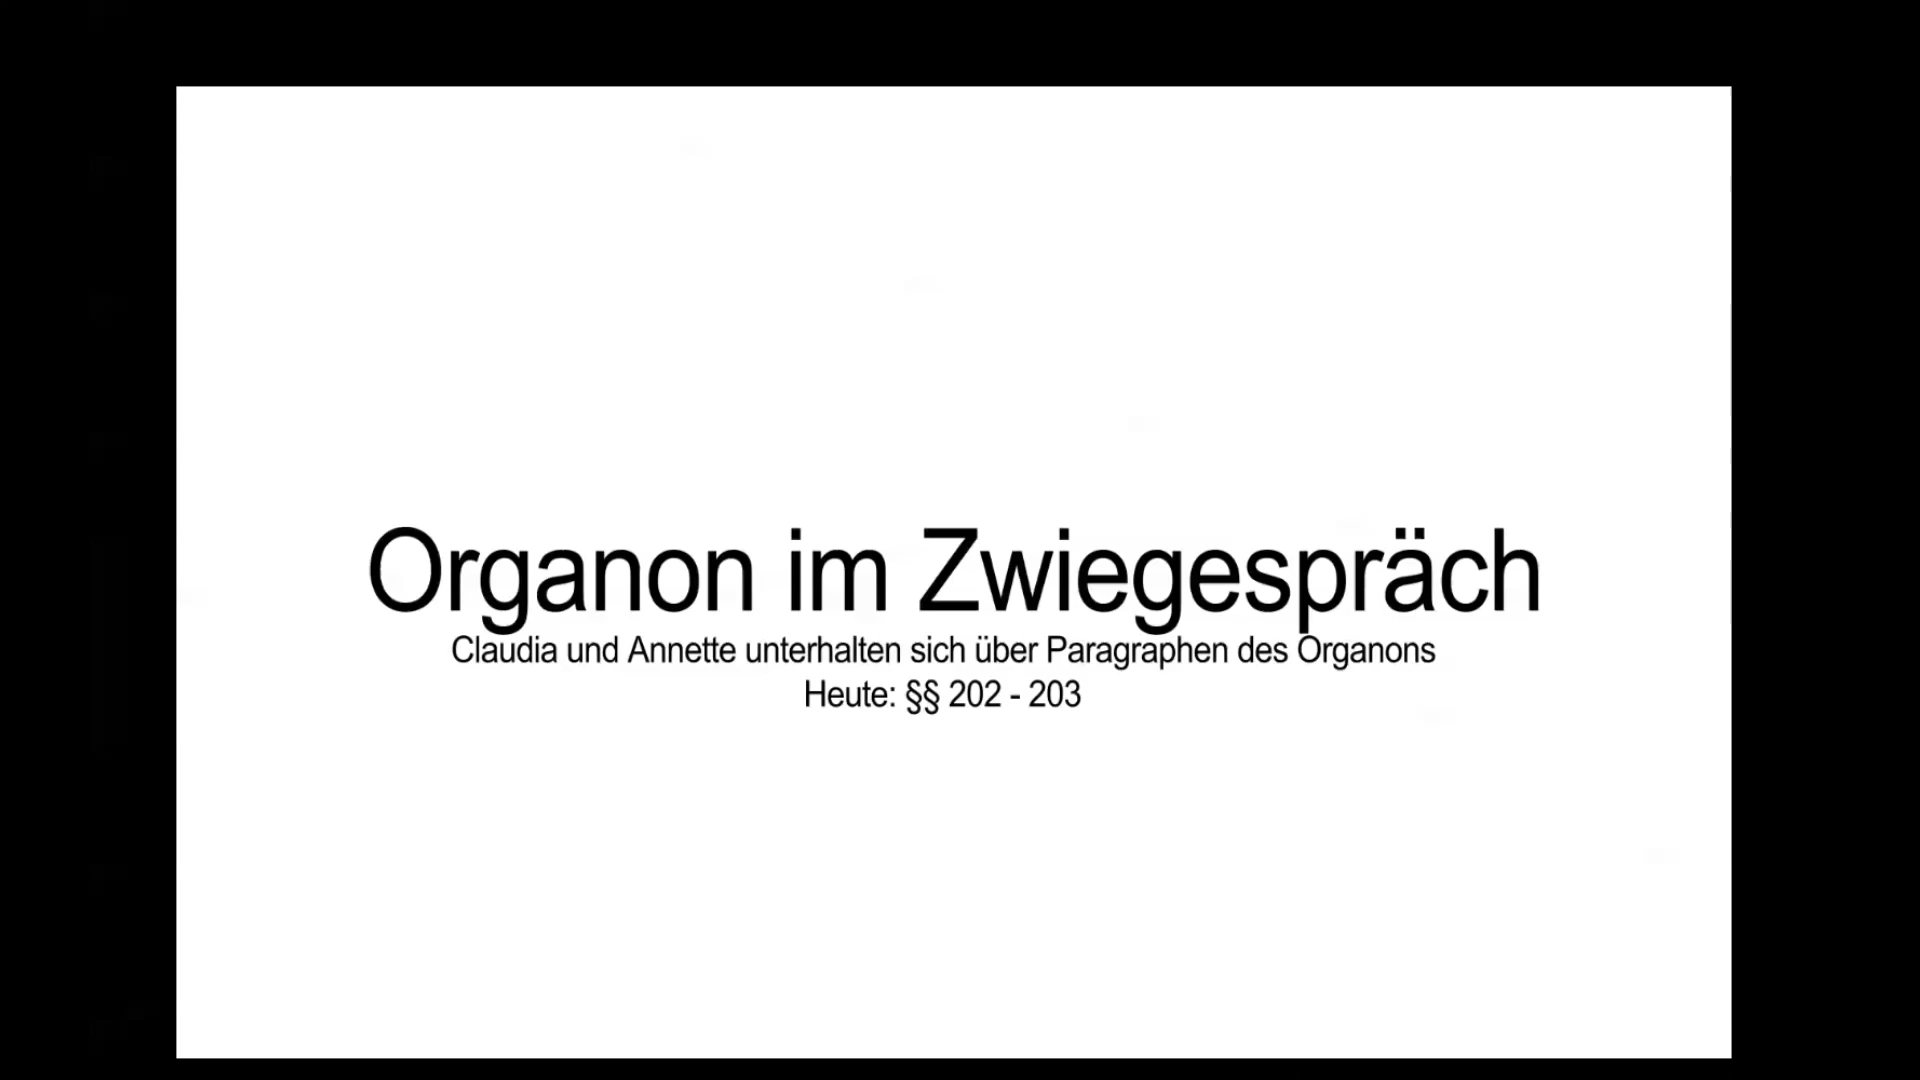 Organon im Zwiegespräch
Claudia und Annette unterhalten sich über Paragraphen des Organons
Heute: §§ 202 - 203